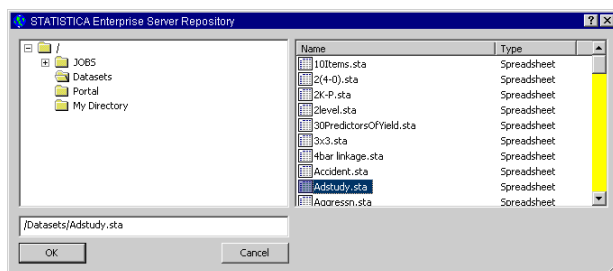 STATISTICA Enterprise Server Repository
/
JOBS
Datasets
Portal
My Directory
Name Type
10Items.sta Spreadsheet
2(4-0).sta Spreadsheet
2K-P.sta Spreadsheet
2level.sta Spreadsheet
30PredictorsOfYield.sta Spreadsheet
3x3.sta Spreadsheet
4bar linkage.sta Spreadsheet
Accident.sta Spreadsheet
Adstudy.sta Spreadsheet
Aggressn.sta Spreadsheet
/Datasets/Adstudy.sta
OK Cancel